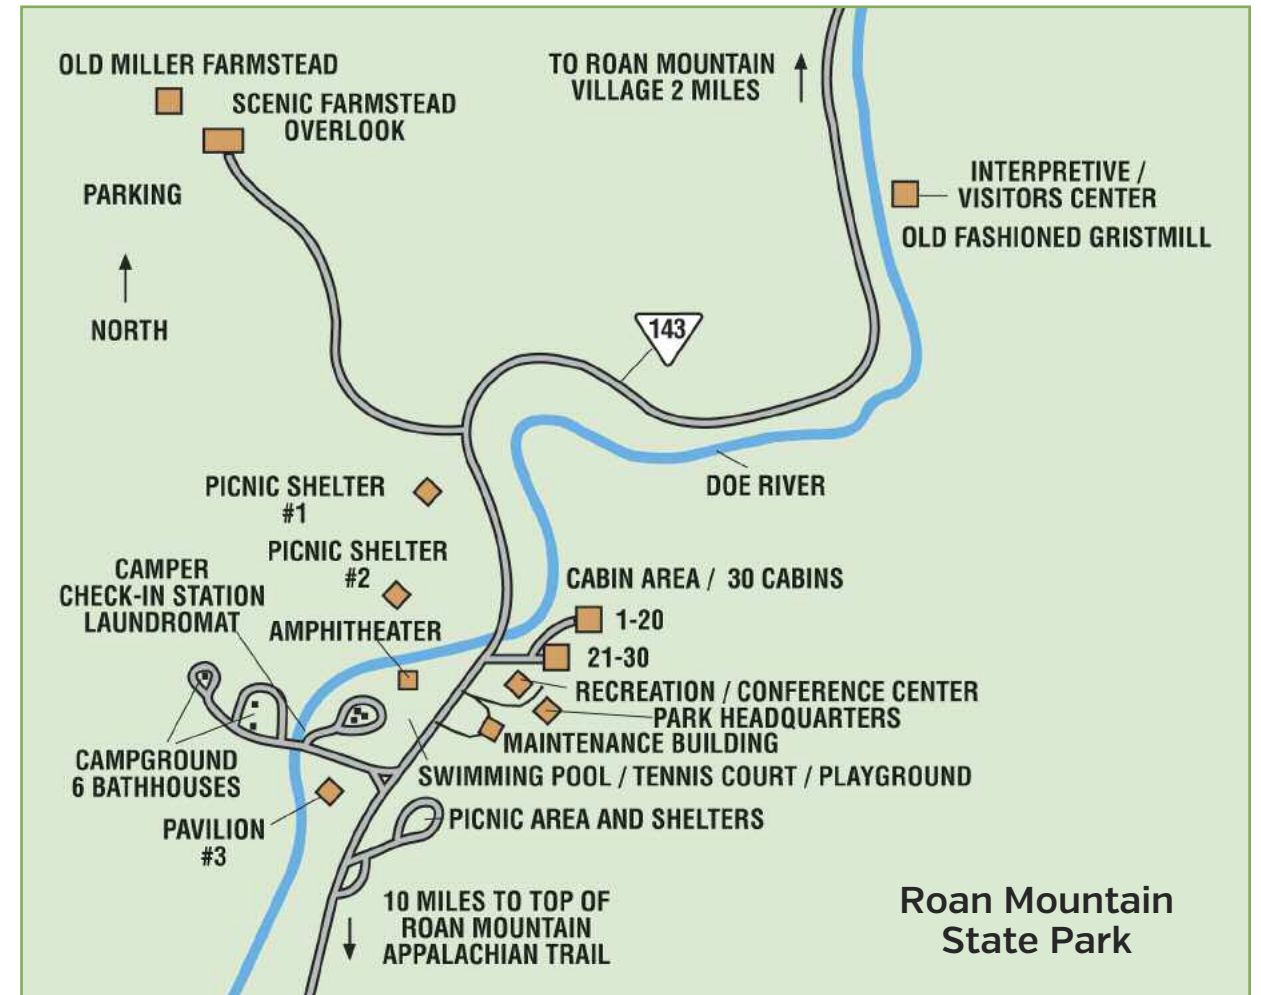 OLD MILLER FARMSTEAD
SCENIC FARMSTEAD
OVERLOOK
PARKING
NORTH
TO ROAN MOUNTAIN
VILLAGE 2 MILES
INTERPRETIVE /
VISITORS CENTER
OLD FASHIONED GRISTMILL
143
DOE RIVER
PICNIC SHELTER
#1
PICNIC SHELTER
#2
CAMPER
CHECK-IN STATION
LAUNDROMAT
AMPHITHEATER
CABIN AREA / 30 CABINS
1-20
21-30
RECREATION / CONFERENCE CENTER
PARK HEADQUARTERS
MAINTENANCE BUILDING
SWIMMING POOL / TENNIS COURT / PLAYGROUND
CAMPGROUND
6 BATHHOUSES
PAVILION
#3
PICNIC AREA AND SHELTERS
10 MILES TO TOP OF
ROAN MOUNTAIN
APPALACHIAN TRAIL
Roan Mountain
State Park